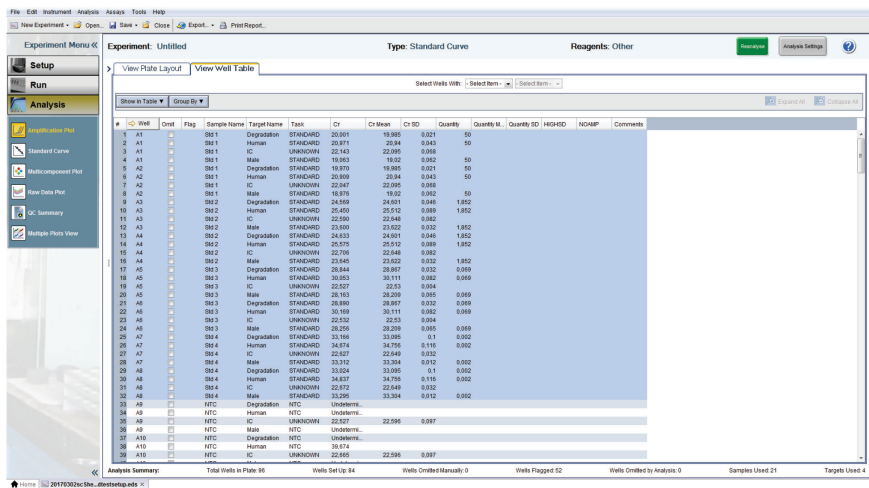 File Edit Instrument Analysis Assays Tools Help
New Experiment Open... Save Close Export... Print Report...
Experiment Menu «
Experiment: Untitled Type: Standard Curve Reagents: Other Reanalyze Analysis Settings ?
Setup
Run
Analysis
Amplification Plot
Standard Curve
Multicomponent Plot
Raw Data Plot
QC Summary
Multiple Plots View
View Plate Layout View Well Table
Select Wells With: - Select Item - - Select Item -
Show in Table ▼ Group By ▼ Expand All Collapse All
# Well Omit Flag Sample Name Target Name Task Cт Cт Mean Cт SD Quantity Quantity M... Quantity SD HIGHSD NOAMP Comments
1 A1 Std 1 Degradation STANDARD 20,001 19,985 0,021 50
2 A1 Std 1 Human STANDARD 20,971 20,94 0,043 50
3 A1 Std 1 IC UNKNOWN 22,143 22,095 0,068
4 A1 Std 1 Male STANDARD 19,063 19,02 0,062 50
5 A2 Std 1 Degradation STANDARD 19,970 19,985 0,021 50
6 A2 Std 1 Human STANDARD 20,909 20,94 0,043 50
7 A2 Std 1 IC UNKNOWN 22,047 22,095 0,068
8 A2 Std 1 Male STANDARD 18,976 19,02 0,062 50
9 A3 Std 2 Degradation STANDARD 24,569 24,601 0,046 1,852
10 A3 Std 2 Human STANDARD 25,450 25,512 0,089 1,852
11 A3 Std 2 IC UNKNOWN 22,590 22,648 0,082
12 A3 Std 2 Male STANDARD 23,600 23,622 0,032 1,852
13 A4 Std 2 Degradation STANDARD 24,633 24,601 0,046 1,852
14 A4 Std 2 Human STANDARD 25,575 25,512 0,089 1,852
15 A4 Std 2 IC UNKNOWN 22,706 22,648 0,082
16 A4 Std 2 Male STANDARD 23,645 23,622 0,032 1,852
17 A5 Std 3 Degradation STANDARD 28,844 28,867 0,032 0,069
18 A5 Std 3 Human STANDARD 30,053 30,111 0,082 0,069
19 A5 Std 3 IC UNKNOWN 22,527 22,53 0,004
20 A5 Std 3 Male STANDARD 28,163 28,209 0,065 0,069
21 A6 Std 3 Degradation STANDARD 28,890 28,867 0,032 0,069
22 A6 Std 3 Human STANDARD 30,169 30,111 0,082 0,069
23 A6 Std 3 IC UNKNOWN 22,532 22,53 0,004
24 A6 Std 3 Male STANDARD 28,256 28,209 0,065 0,069
25 A7 Std 4 Degradation STANDARD 33,166 33,095 0,1 0,002
26 A7 Std 4 Human STANDARD 34,674 34,756 0,116 0,002
27 A7 Std 4 IC UNKNOWN 22,627 22,649 0,032
28 A7 Std 4 Male STANDARD 33,312 33,304 0,012 0,002
29 A8 Std 4 Degradation STANDARD 33,024 33,095 0,1 0,002
30 A8 Std 4 Human STANDARD 34,837 34,756 0,116 0,002
31 A8 Std 4 IC UNKNOWN 22,672 22,649 0,032
32 A8 Std 4 Male STANDARD 33,295 33,304 0,012 0,002
33 A9 NTC Degradation NTC Undetermi...
34 A9 NTC Human NTC Undetermi...
35 A9 NTC IC UNKNOWN 22,527 22,596 0,097
36 A9 NTC Male NTC Undetermi...
37 A10 NTC Degradation NTC Undetermi...
38 A10 NTC Human NTC 39,674
39 A10 NTC IC UNKNOWN 22,665 22,596 0,097
Analysis Summary: Total Wells in Plate: 96 Wells Set Up: 84 Wells Omitted Manually: 0 Wells Flagged: 52 Wells Omitted by Analysis: 0 Samples Used: 21 Targets Used: 4
Home ×